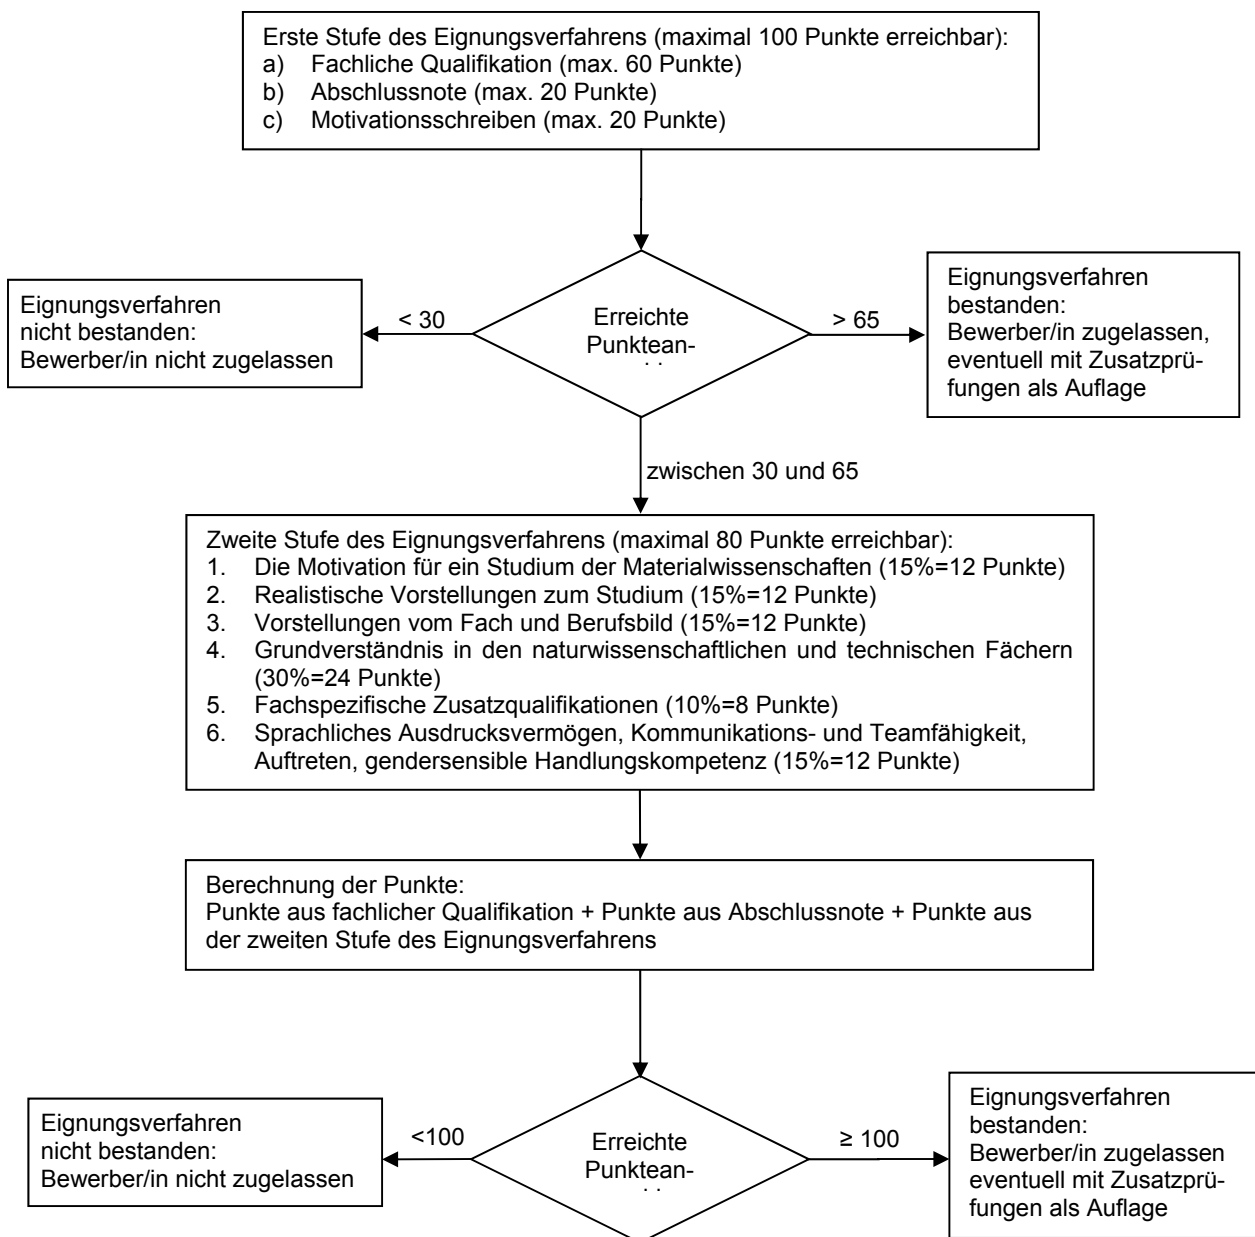 Erste Stufe des Eignungsverfahrens (maximal 100 Punkte erreichbar):
a) Fachliche Qualifikation (max. 60 Punkte)
b) Abschlussnote (max. 20 Punkte)
c) Motivationsschreiben (max. 20 Punkte)
Eignungsverfahren
nicht bestanden:
Bewerber/in nicht zugelassen
< 30
Erreichte
Punktean-
> 65
Eignungsverfahren
bestanden:
Bewerber/in zugelassen,
eventuell mit Zusatzprü-
fungen als Auflage
zwischen 30 und 65
Zweite Stufe des Eignungsverfahrens (maximal 80 Punkte erreichbar):
1. Die Motivation für ein Studium der Materialwissenschaften (15%=12 Punkte)
2. Realistische Vorstellungen zum Studium (15%=12 Punkte)
3. Vorstellungen vom Fach und Berufsbild (15%=12 Punkte)
4. Grundverständnis in den naturwissenschaftlichen und technischen Fächern
(30%=24 Punkte)
5. Fachspezifische Zusatzqualifikationen (10%=8 Punkte)
6. Sprachliches Ausdrucksvermögen, Kommunikations- und Teamfähigkeit,
Auftreten, gendersensible Handlungskompetenz (15%=12 Punkte)
Berechnung der Punkte:
Punkte aus fachlicher Qualifikation + Punkte aus Abschlussnote + Punkte aus
der zweiten Stufe des Eignungsverfahrens
Eignungsverfahren
nicht bestanden:
Bewerber/in nicht zugelassen
<100
Erreichte
Punktean-
≥ 100
Eignungsverfahren
bestanden:
Bewerber/in zugelassen
eventuell mit Zusatzprü-
fungen als Auflage